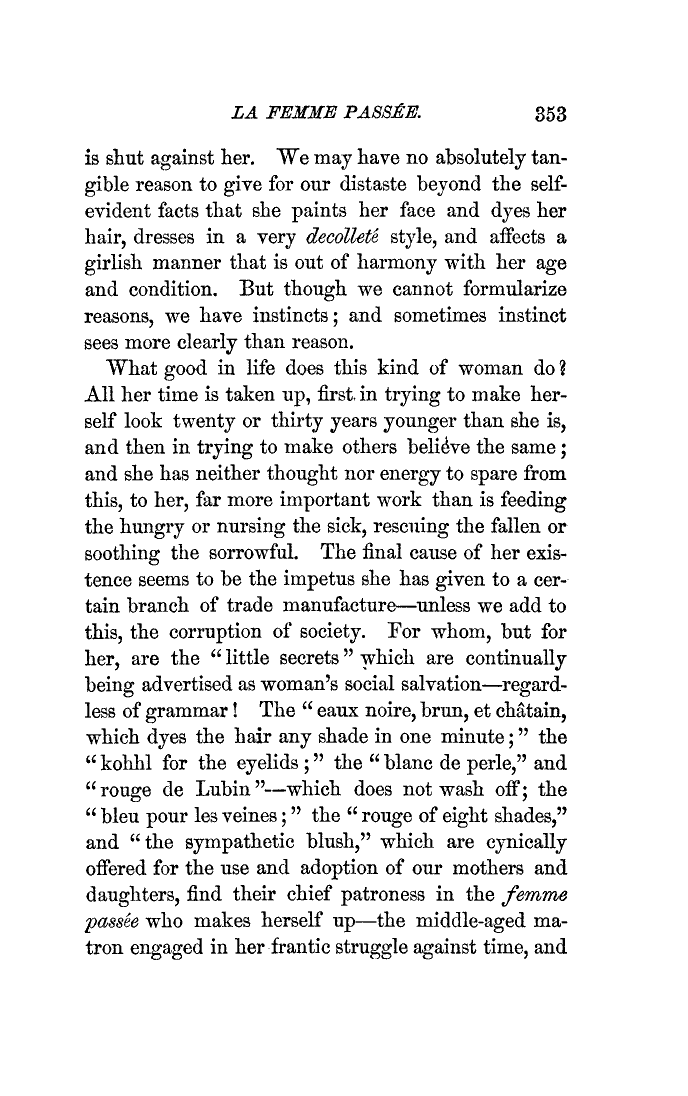 LA FEMME PASSÉE. 353
is shut against her. We may have no absolutely tan-
gible reason to give for our distaste beyond the self-
evident facts that she paints her face and dyes her
hair, dresses in a very decolleté style, and affects a
girlish manner that is out of harmony with her age
and condition. But though we cannot formularize
reasons, we have instincts; and sometimes instinct
sees more clearly than reason.
What good in life does this kind of woman do?
All her time is taken up, first in trying to make her-
self look twenty or thirty years younger than she is,
and then in trying to make others believe the same;
and she has neither thought nor energy to spare from
this, to her, far more important work than is feeding
the hungry or nursing the sick, rescuing the fallen or
soothing the sorrowful. The final cause of her exis-
tence seems to be the impetus she has given to a cer-
tain branch of trade manufacture—unless we add to
this, the corruption of society. For whom, but for
her, are the "little secrets" which are continually
being advertised as woman's social salvation—regard-
less of grammar! The "eaux noire, brun, et châtain,
which dyes the hair any shade in one minute;" the
"kohhl for the eyelids;" the "blanc de perle," and
"rouge de Lubin"—which does not wash off; the
"bleu pour les veines;" the "rouge of eight shades,"
and "the sympathetic blush," which are cynically
offered for the use and adoption of our mothers and
daughters, find their chief patroness in the femme
passée who makes herself up—the middle-aged ma-
tron engaged in her frantic struggle against time, and